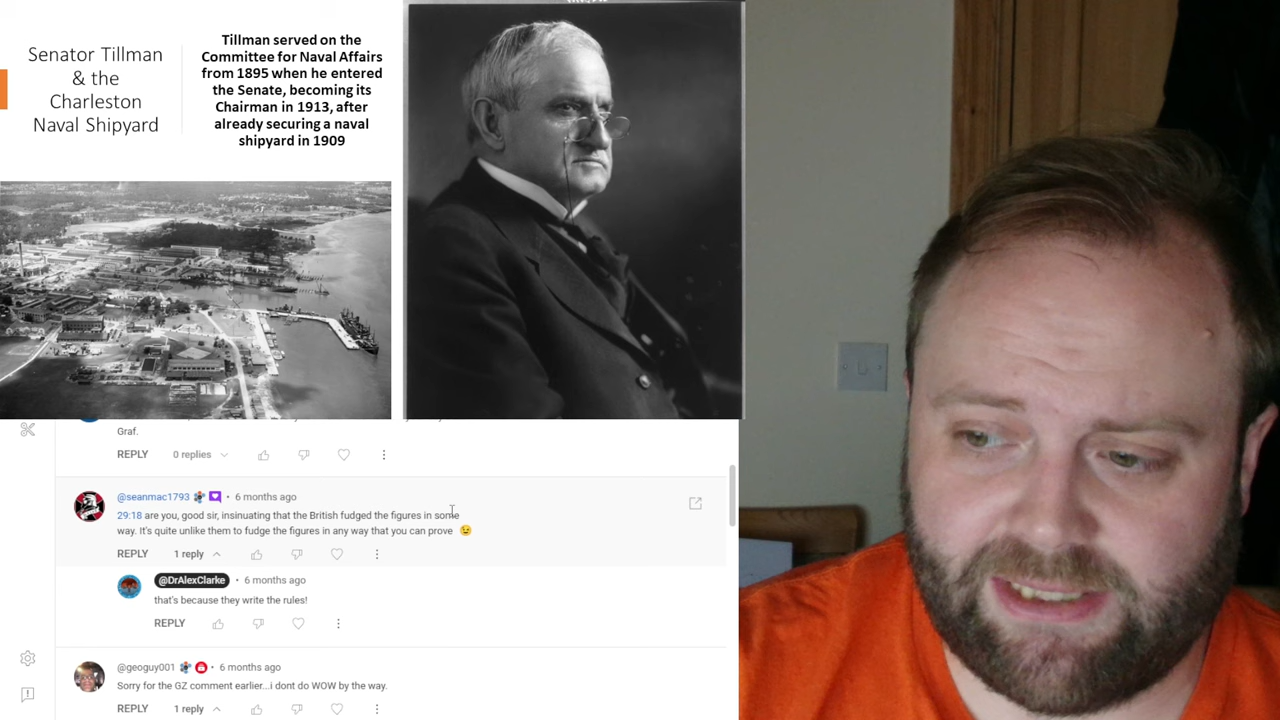 Senator Tillman
& the
Charleston
Naval Shipyard
Tillman served on the
Committee for Naval Affairs
from 1895 when he entered
the Senate, becoming its
Chairman in 1913, after
already securing a naval
shipyard in 1909
Graf.
REPLY 0 replies
@seanmac1793 • 6 months ago
29:18 are you, good sir, insinuating that the British fudged the figures in some
way. It's quite unlike them to fudge the figures in any way that you can prove 😉
REPLY 1 reply
@DrAlexClarke • 6 months ago
that's because they write the rules!
REPLY
@geoguy001 • 6 months ago
Sorry for the GZ comment earlier...i dont do WOW by the way.
REPLY 1 reply